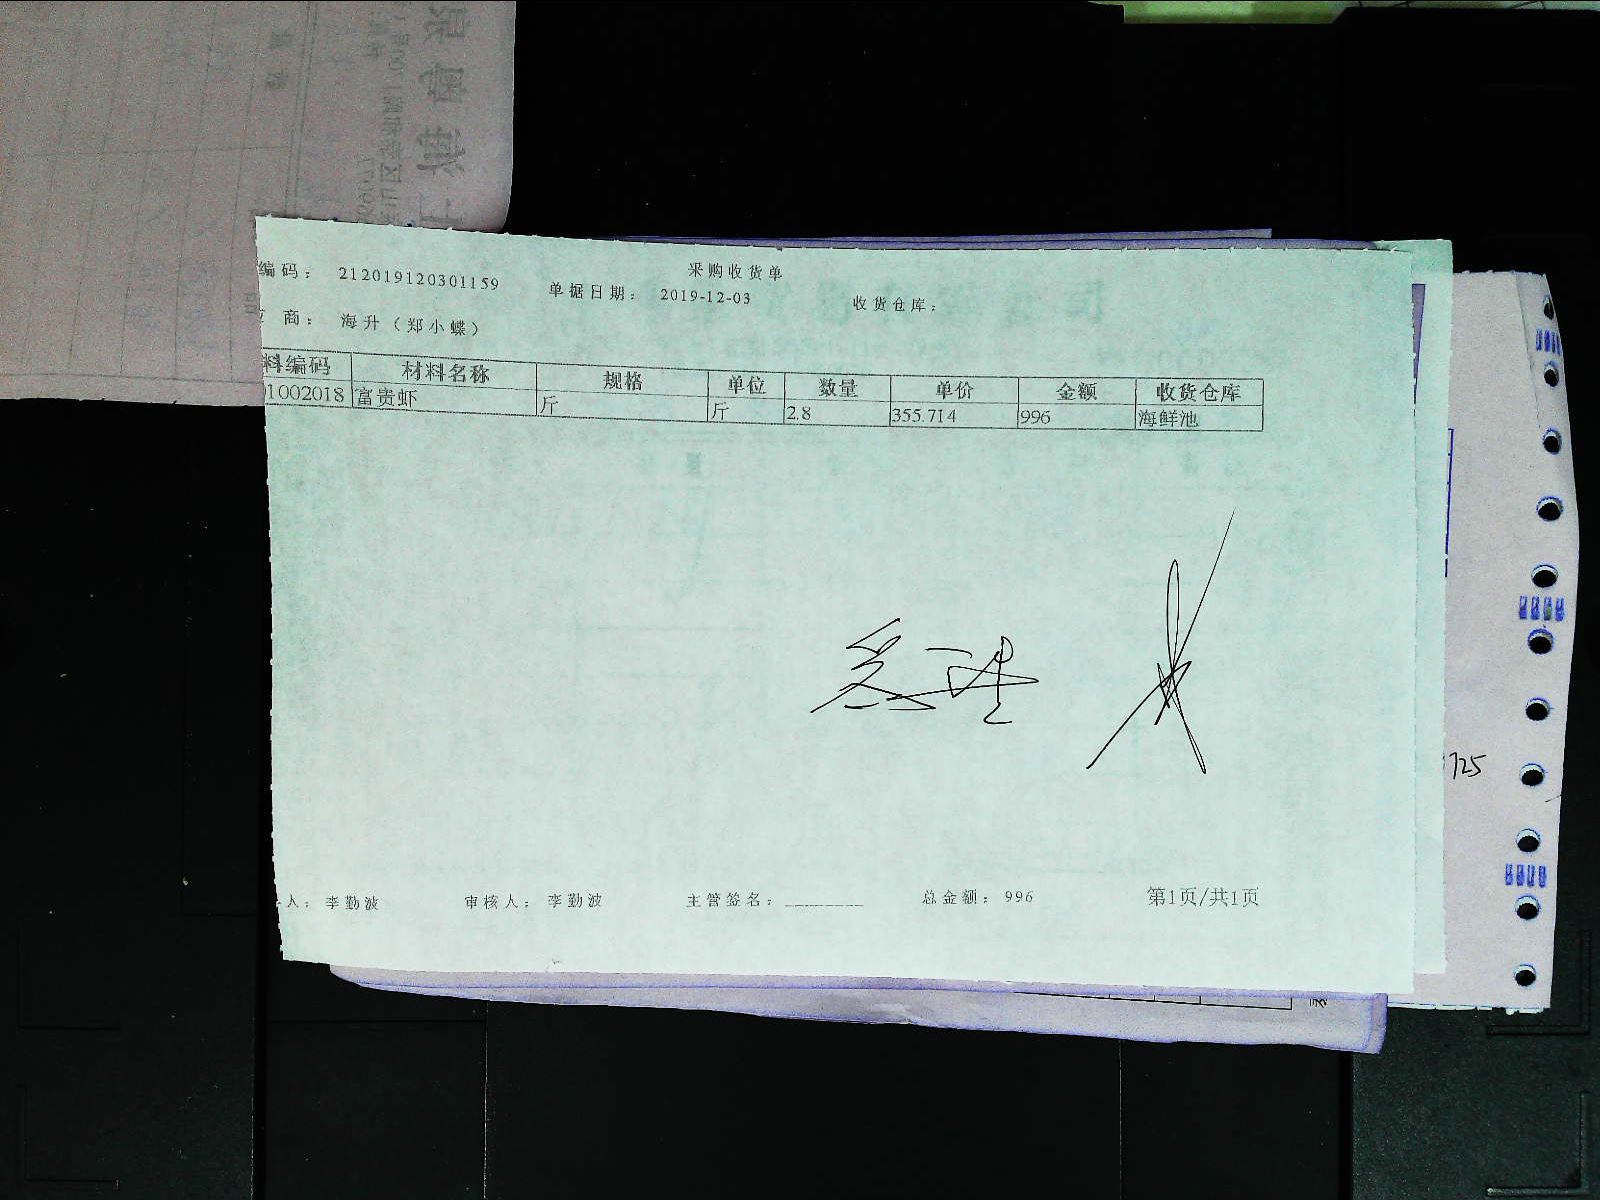 采购收货单
编码：212019120301159 单据日期：2019-12-03 收货仓库：
商：海升（郑小蝶）
料编码 材料名称 规格 单位 数量 单价 金额 收货仓库
01002018 富贵虾 斤 斤 2.8 355.714 996 海鲜池
725
人：李勤波 审核人：李勤波 主管签名：________ 总金额：996 第1页/共1页